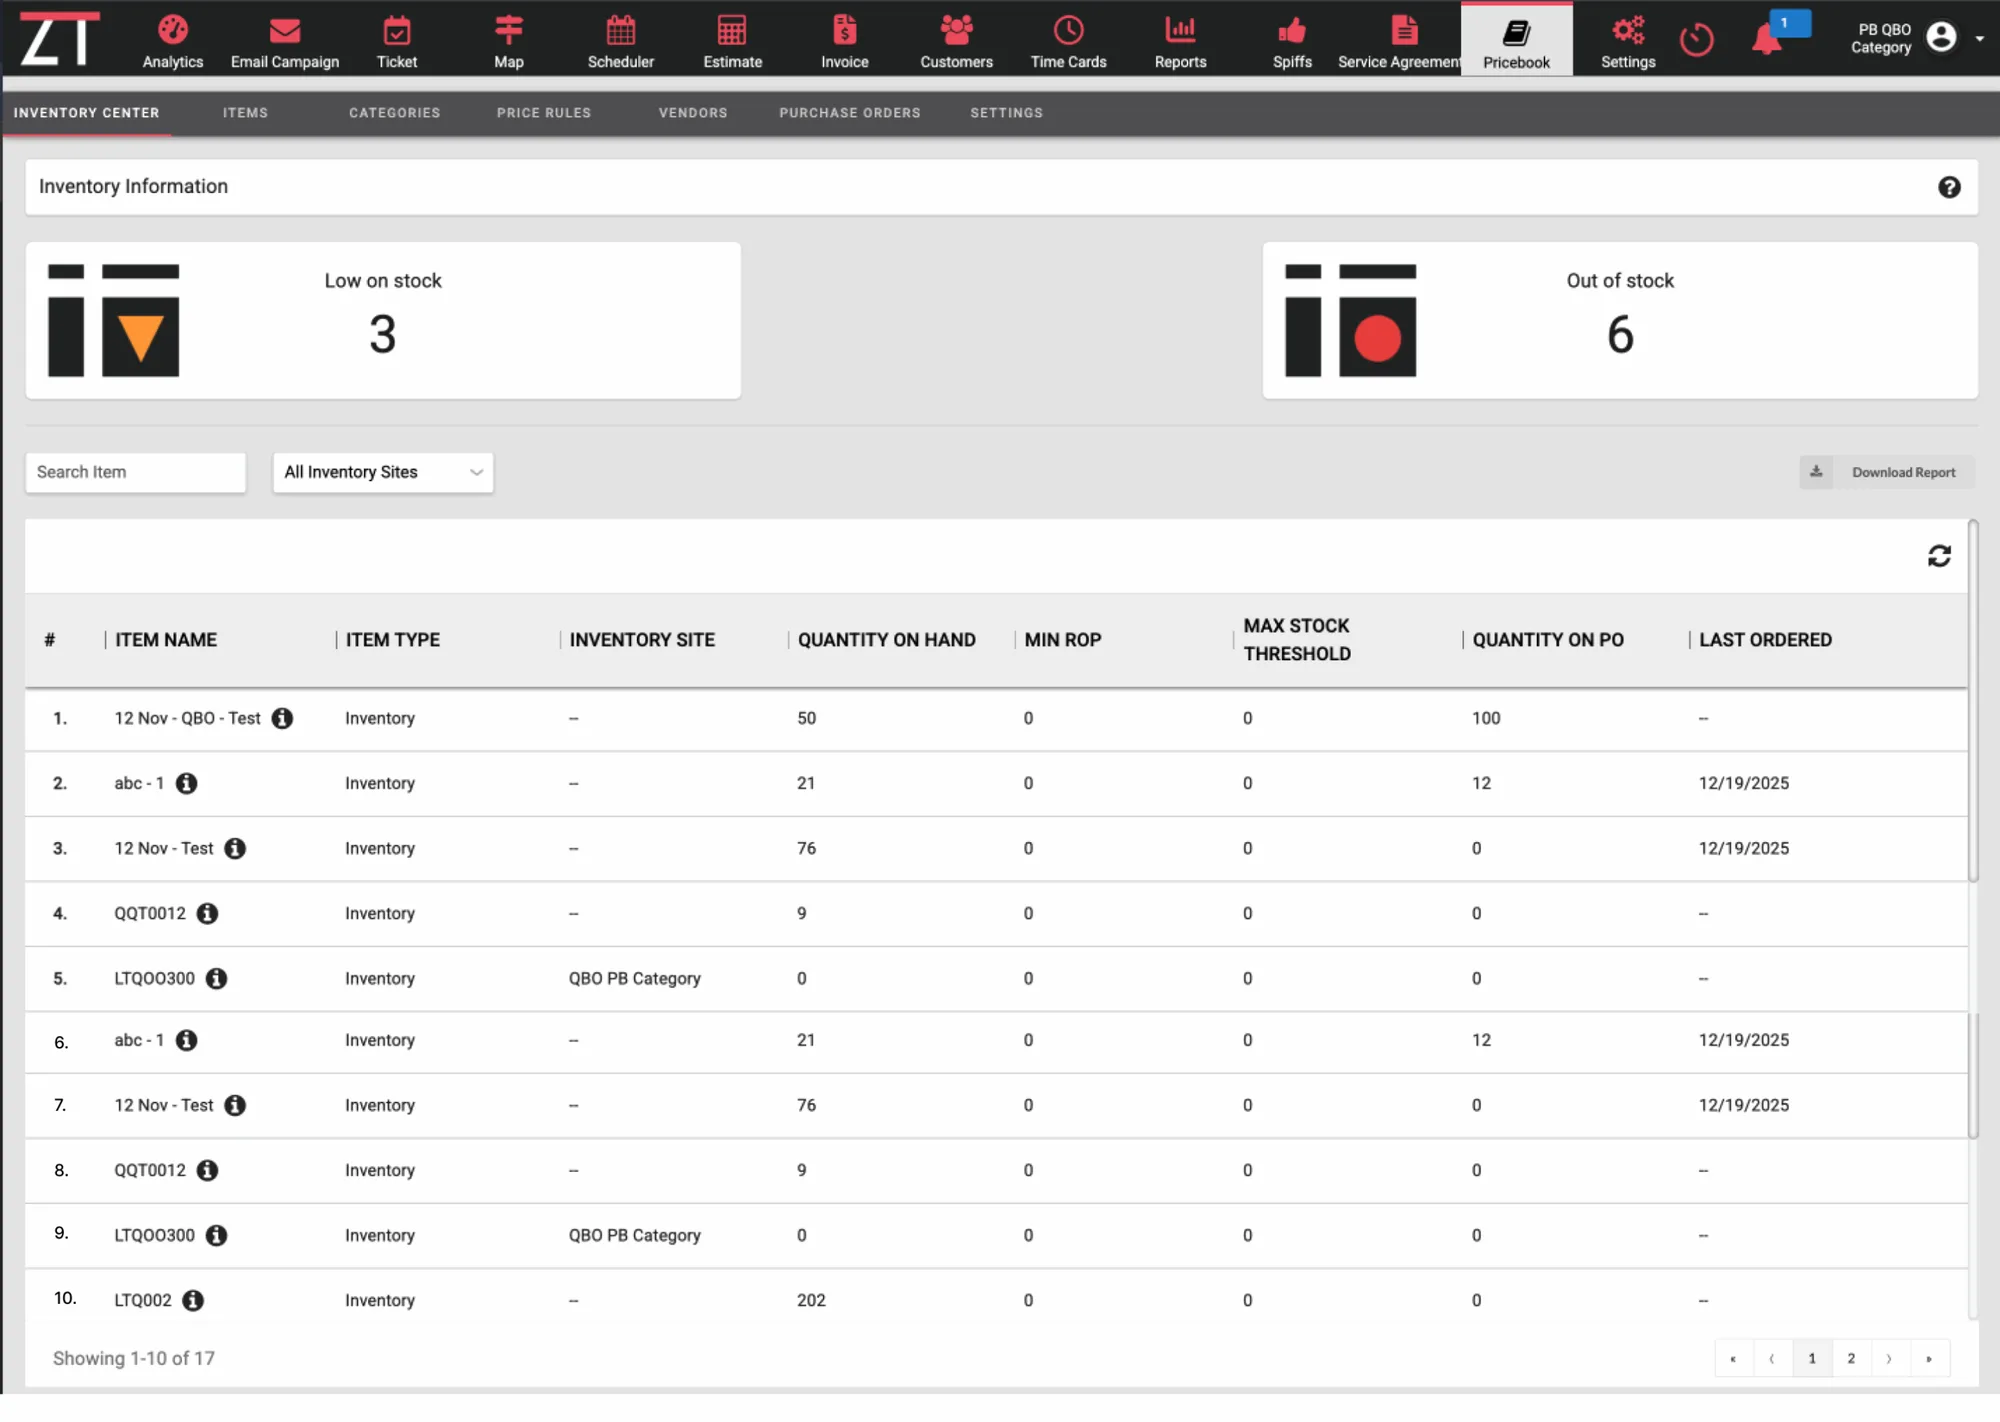 ZT
Analytics
Email Campaign
Ticket
Map
Scheduler
Estimate
Invoice
Customers
Time Cards
Reports
Spiffs
Service Agreement
Pricebook
Settings
1
PB QBO
Category
INVENTORY CENTER
ITEMS
CATEGORIES
PRICE RULES
VENDORS
PURCHASE ORDERS
SETTINGS
Inventory Information
Low on stock
3
Out of stock
6
Search Item
All Inventory Sites
Download Report
# ITEM NAME ITEM TYPE INVENTORY SITE QUANTITY ON HAND MIN ROP MAX STOCK THRESHOLD QUANTITY ON PO LAST ORDERED
1. 12 Nov - QBO - Test Inventory -- 50 0 0 100 --
2. abc - 1 Inventory -- 21 0 0 12 12/19/2025
3. 12 Nov - Test Inventory -- 76 0 0 0 12/19/2025
4. QQT0012 Inventory -- 9 0 0 0 --
5. LTQOO300 Inventory QBO PB Category 0 0 0 0 --
6. abc - 1 Inventory -- 21 0 0 12 12/19/2025
7. 12 Nov - Test Inventory -- 76 0 0 0 12/19/2025
8. QQT0012 Inventory -- 9 0 0 0 --
9. LTQOO300 Inventory QBO PB Category 0 0 0 0 --
10. LTQ002 Inventory -- 202 0 0 0 --
Showing 1-10 of 17
« ‹ 1 2 › »